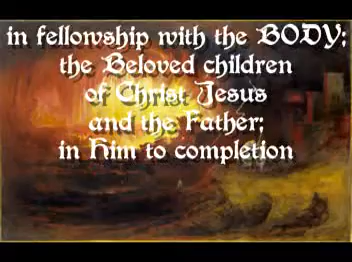 in fellowship with the BODY;
the Beloved children
of Christ Jesus
and the Father;
in Him to completion